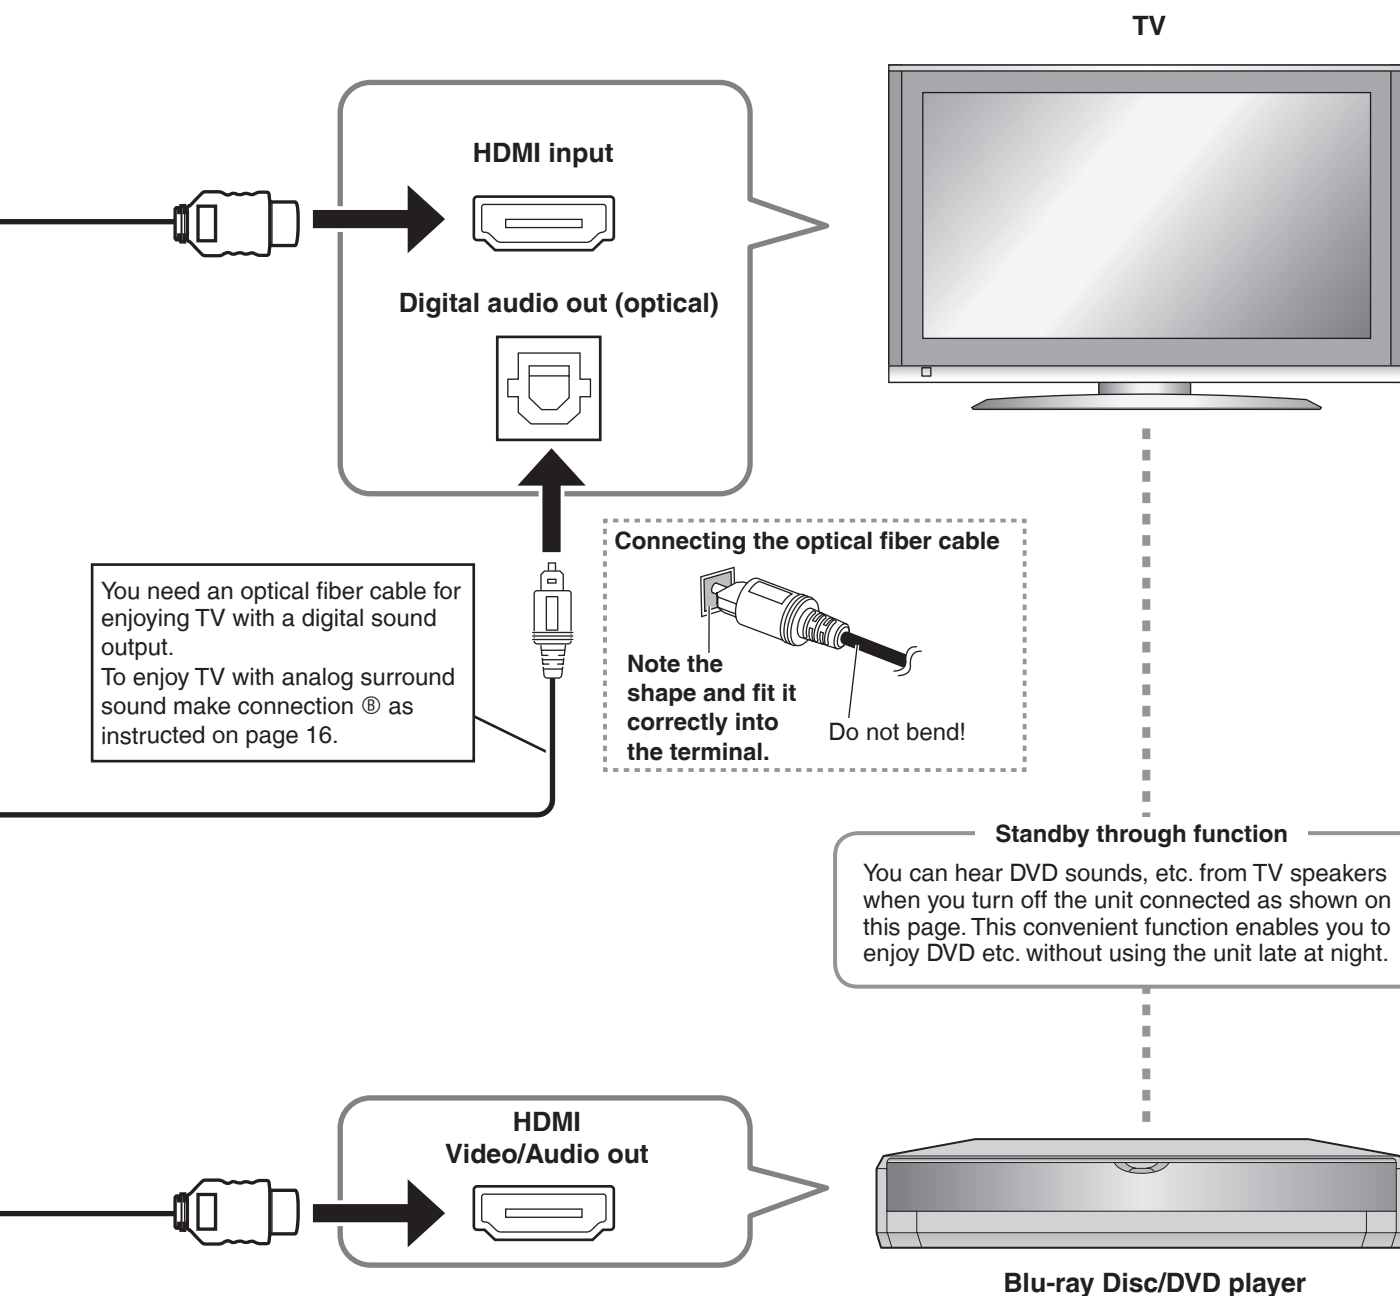 TV
HDMI input
Digital audio out (optical)
Connecting the optical fiber cable
You need an optical fiber cable for
enjoying TV with a digital sound
output.
To enjoy TV with analog surround
sound make connection Ⓑ as
instructed on page 16.
Note the
shape and fit it
correctly into
the terminal.
Do not bend!
Standby through function
You can hear DVD sounds, etc. from TV speakers
when you turn off the unit connected as shown on
this page. This convenient function enables you to
enjoy DVD etc. without using the unit late at night.
HDMI
Video/Audio out
Blu-ray Disc/DVD player